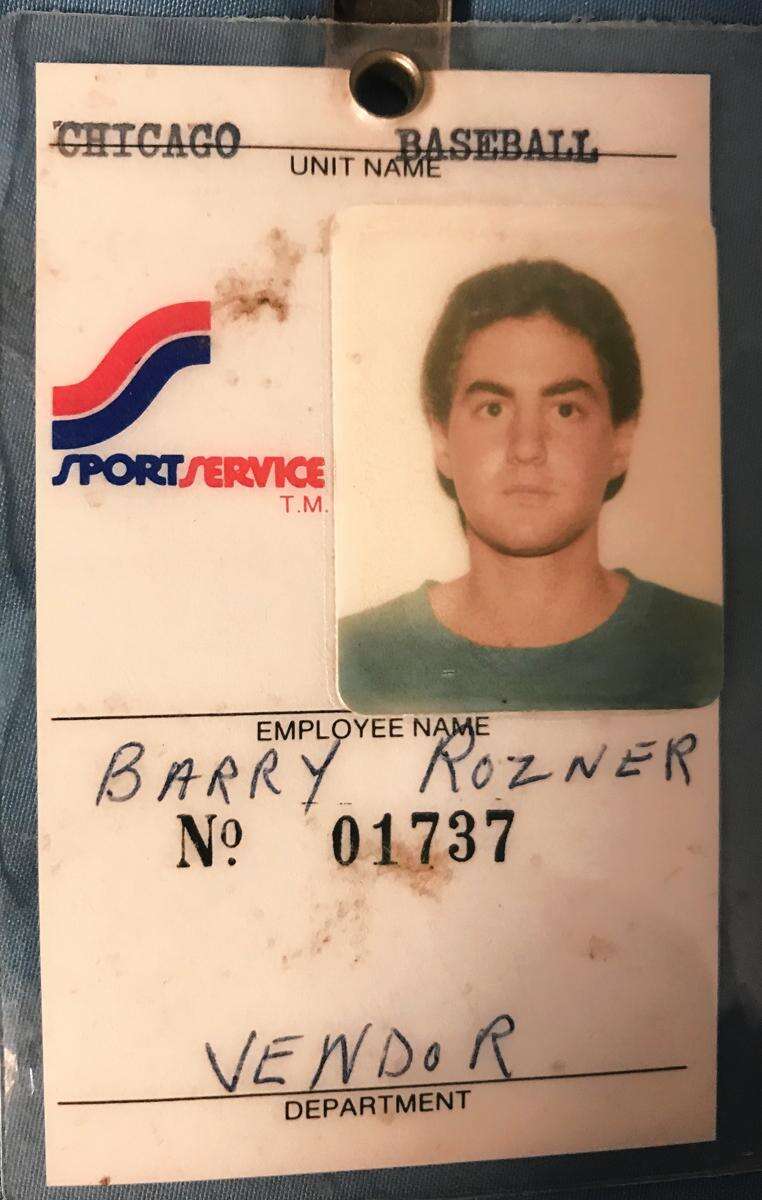 CHICAGO BASEBALL
UNIT NAME
SPORTSERVICE
T.M.
EMPLOYEE NAME
BARRY ROZNER
Nº 01737
VENDOR
DEPARTMENT